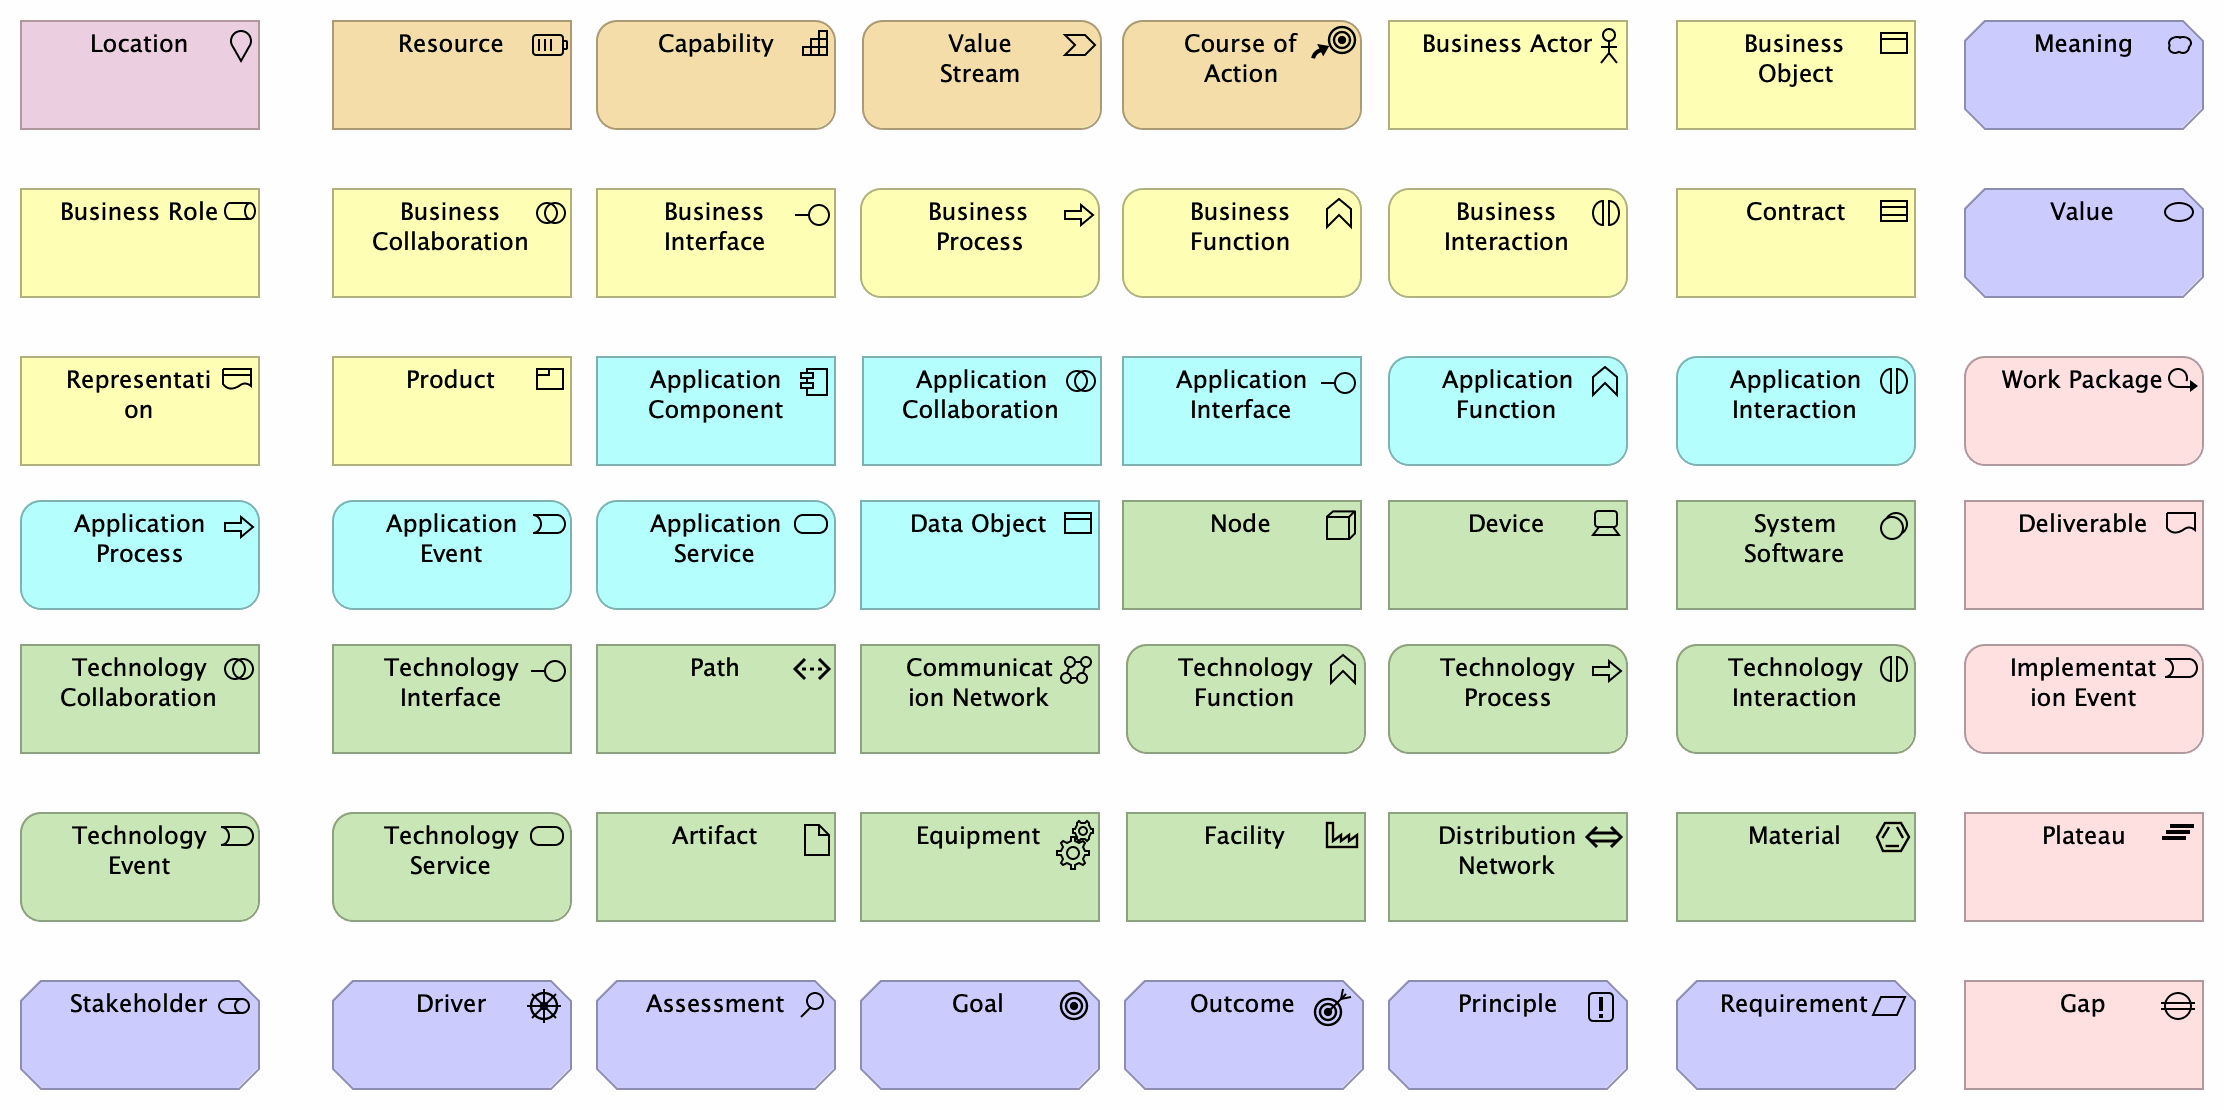 Location
Resource
Capability
Value
Stream
Course of
Action
Business Actor
Business
Object
Meaning
Business Role
Business
Collaboration
Business
Interface
Business
Process
Business
Function
Business
Interaction
Contract
Value
Representati
on
Product
Application
Component
Application
Collaboration
Application
Interface
Application
Function
Application
Interaction
Work Package
Application
Process
Application
Event
Application
Service
Data Object
Node
Device
System
Software
Deliverable
Technology
Collaboration
Technology
Interface
Path
Communicat
ion Network
Technology
Function
Technology
Process
Technology
Interaction
Implementat
ion Event
Technology
Event
Technology
Service
Artifact
Equipment
Facility
Distribution
Network
Material
Plateau
Stakeholder
Driver
Assessment
Goal
Outcome
Principle
Requirement
Gap